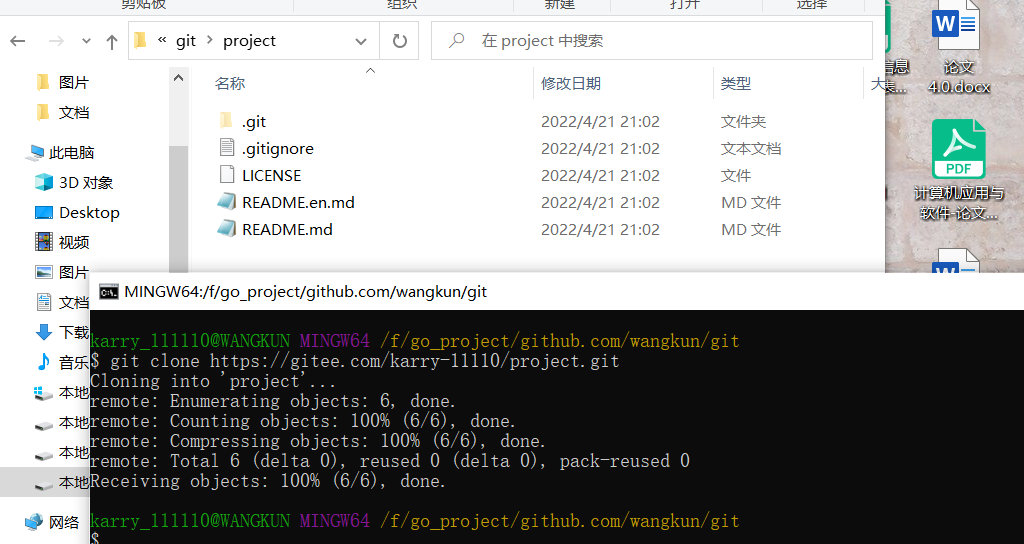 剪贴板 组织 新建 打开 选择
« git > project
在 project 中搜索
图片
文档
此电脑
3D 对象
Desktop
视频
图片
文档
下载
音乐
本地
本地
本地
本地
网络
名称 修改日期 类型 大
.git 2022/4/21 21:02 文件夹
.gitignore 2022/4/21 21:02 文本文档
LICENSE 2022/4/21 21:02 文件
README.en.md 2022/4/21 21:02 MD 文件
README.md 2022/4/21 21:02 MD 文件
论文
4.0.docx
PDF
计算机应用与
软件-论文...
MINGW64:/f/go_project/github.com/wangkun/git
karry_111110@WANGKUN MINGW64 /f/go_project/github.com/wangkun/git
$ git clone https://gitee.com/karry-11110/project.git
Cloning into 'project'...
remote: Enumerating objects: 6, done.
remote: Counting objects: 100% (6/6), done.
remote: Compressing objects: 100% (6/6), done.
remote: Total 6 (delta 0), reused 0 (delta 0), pack-reused 0
Receiving objects: 100% (6/6), done.
karry_111110@WANGKUN MINGW64 /f/go_project/github.com/wangkun/git
$